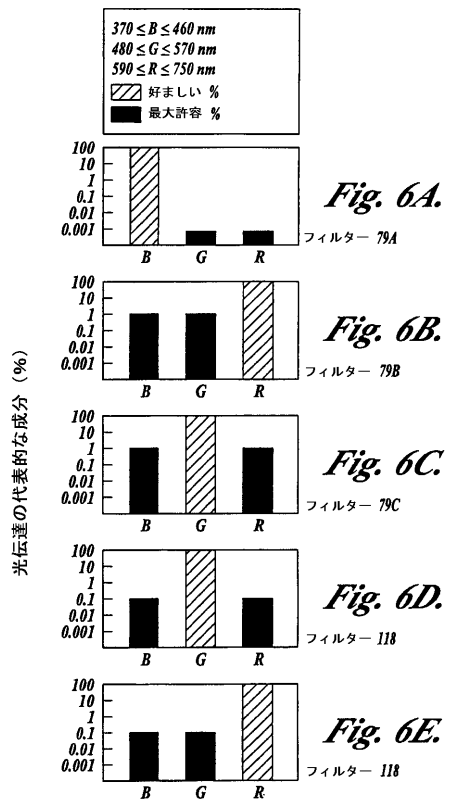 370 ≤ B ≤ 460 nm
480 ≤ G ≤ 570 nm
590 ≤ R ≤ 750 nm
好ましい %
最大許容 %
光伝達の代表的な成分 (%)
100
10
1
0.1
0.01
0.001
B G R
Fig. 6A.
フィルター 79A
100
10
1
0.1
0.01
0.001
B G R
Fig. 6B.
フィルター 79B
100
10
1
0.1
0.01
0.001
B G R
Fig. 6C.
フィルター 79C
100
10
1
0.1
0.01
0.001
B G R
Fig. 6D.
フィルター 118
100
10
1
0.1
0.01
0.001
B G R
Fig. 6E.
フィルター 118